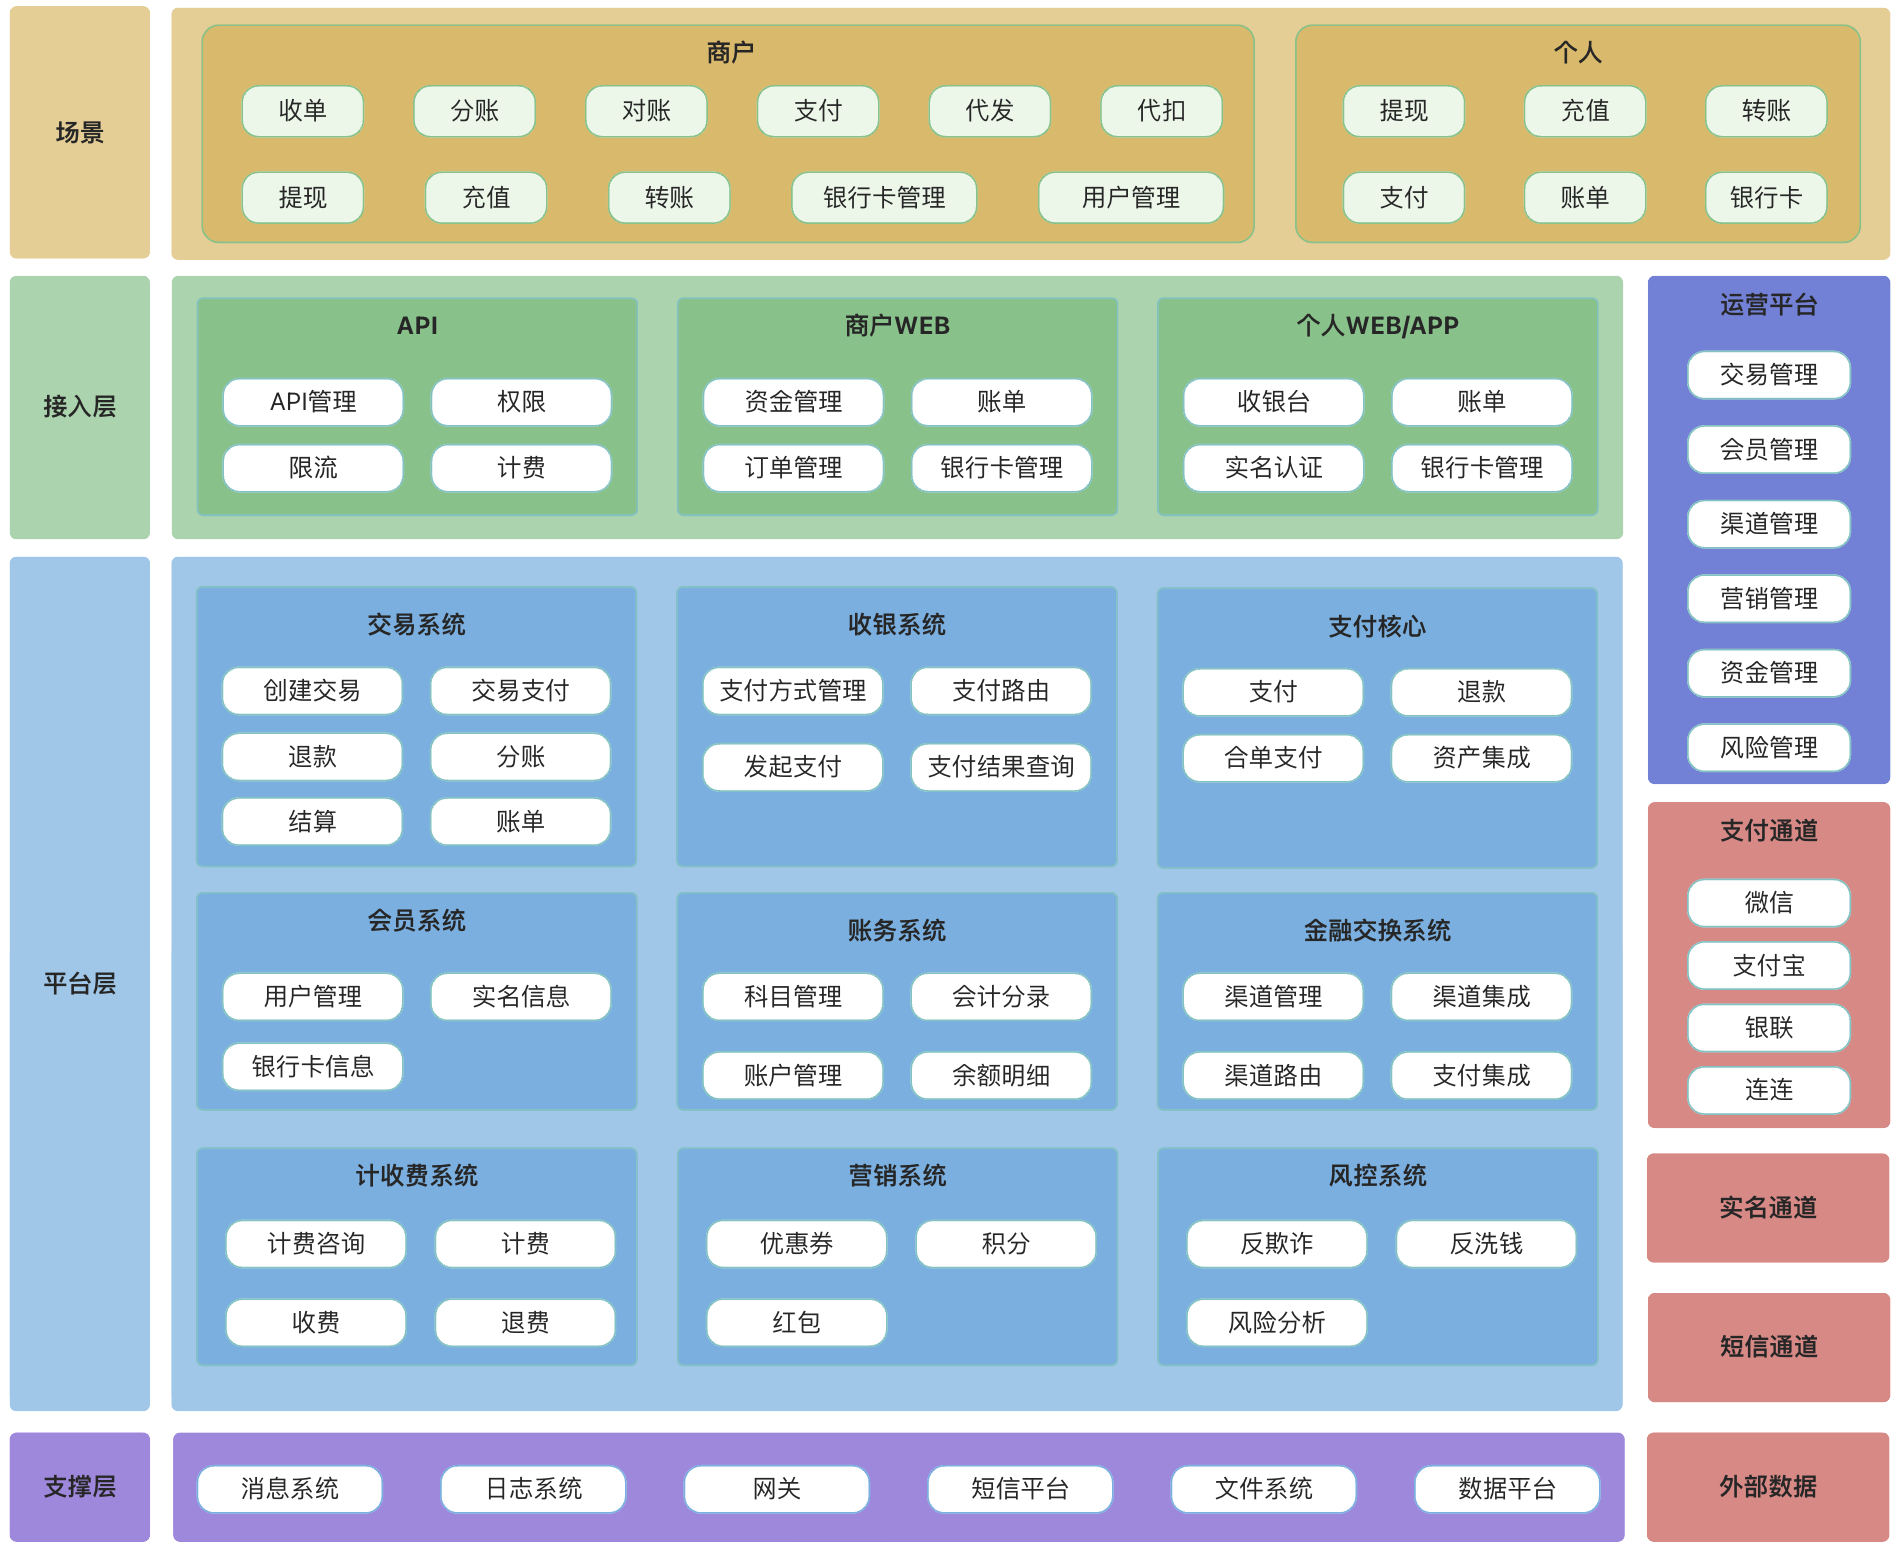 场景
商户
收单
分账
对账
支付
代发
代扣
提现
充值
转账
银行卡管理
用户管理
个人
提现
充值
转账
支付
账单
银行卡
接入层
API
API管理
权限
限流
计费
商户WEB
资金管理
账单
订单管理
银行卡管理
个人WEB/APP
收银台
账单
实名认证
银行卡管理
运营平台
交易管理
会员管理
渠道管理
营销管理
资金管理
风险管理
平台层
交易系统
创建交易
交易支付
退款
分账
结算
账单
收银系统
支付方式管理
支付路由
发起支付
支付结果查询
支付核心
支付
退款
合单支付
资产集成
会员系统
用户管理
实名信息
银行卡信息
账务系统
科目管理
会计分录
账户管理
余额明细
金融交换系统
渠道管理
渠道集成
渠道路由
支付集成
计收费系统
计费咨询
计费
收费
退费
营销系统
优惠券
积分
红包
风控系统
反欺诈
反洗钱
风险分析
支付通道
微信
支付宝
银联
连连
实名通道
短信通道
支撑层
消息系统
日志系统
网关
短信平台
文件系统
数据平台
外部数据